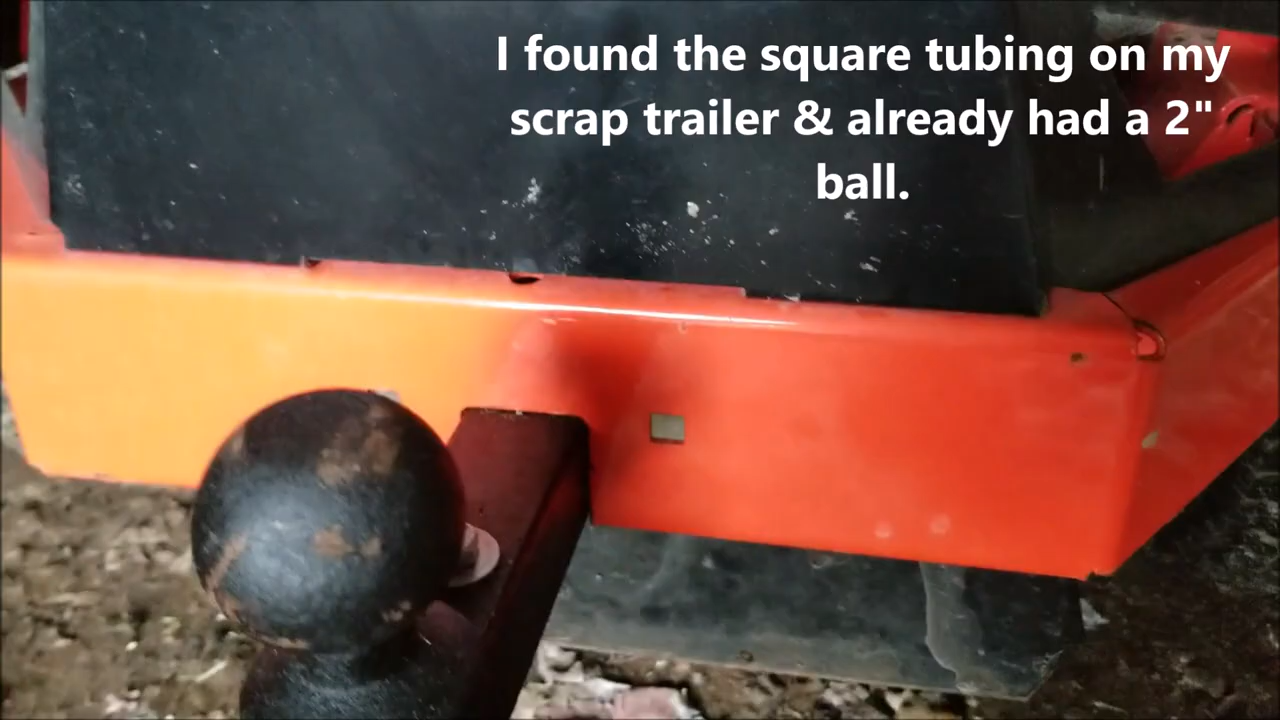 I found the square tubing on my
scrap trailer & already had a 2"
ball.